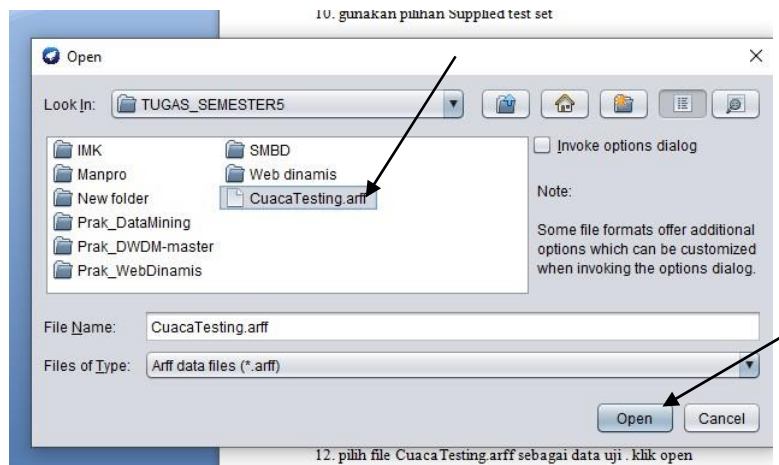 10. gunakan pilihan Supplied test set
Open
Look In: TUGAS_SEMESTER5
IMK
Manpro
New folder
Prak_DataMining
Prak_DWDM-master
Prak_WebDinamis
SMBD
Web dinamis
CuacaTesting.arff
Invoke options dialog
Note:
Some file formats offer additional
options which can be customized
when invoking the options dialog.
File Name: CuacaTesting.arff
Files of Type: Arff data files (*.arff)
Open Cancel
12. pilih file CuacaTesting.arff sebagai data uji . klik open